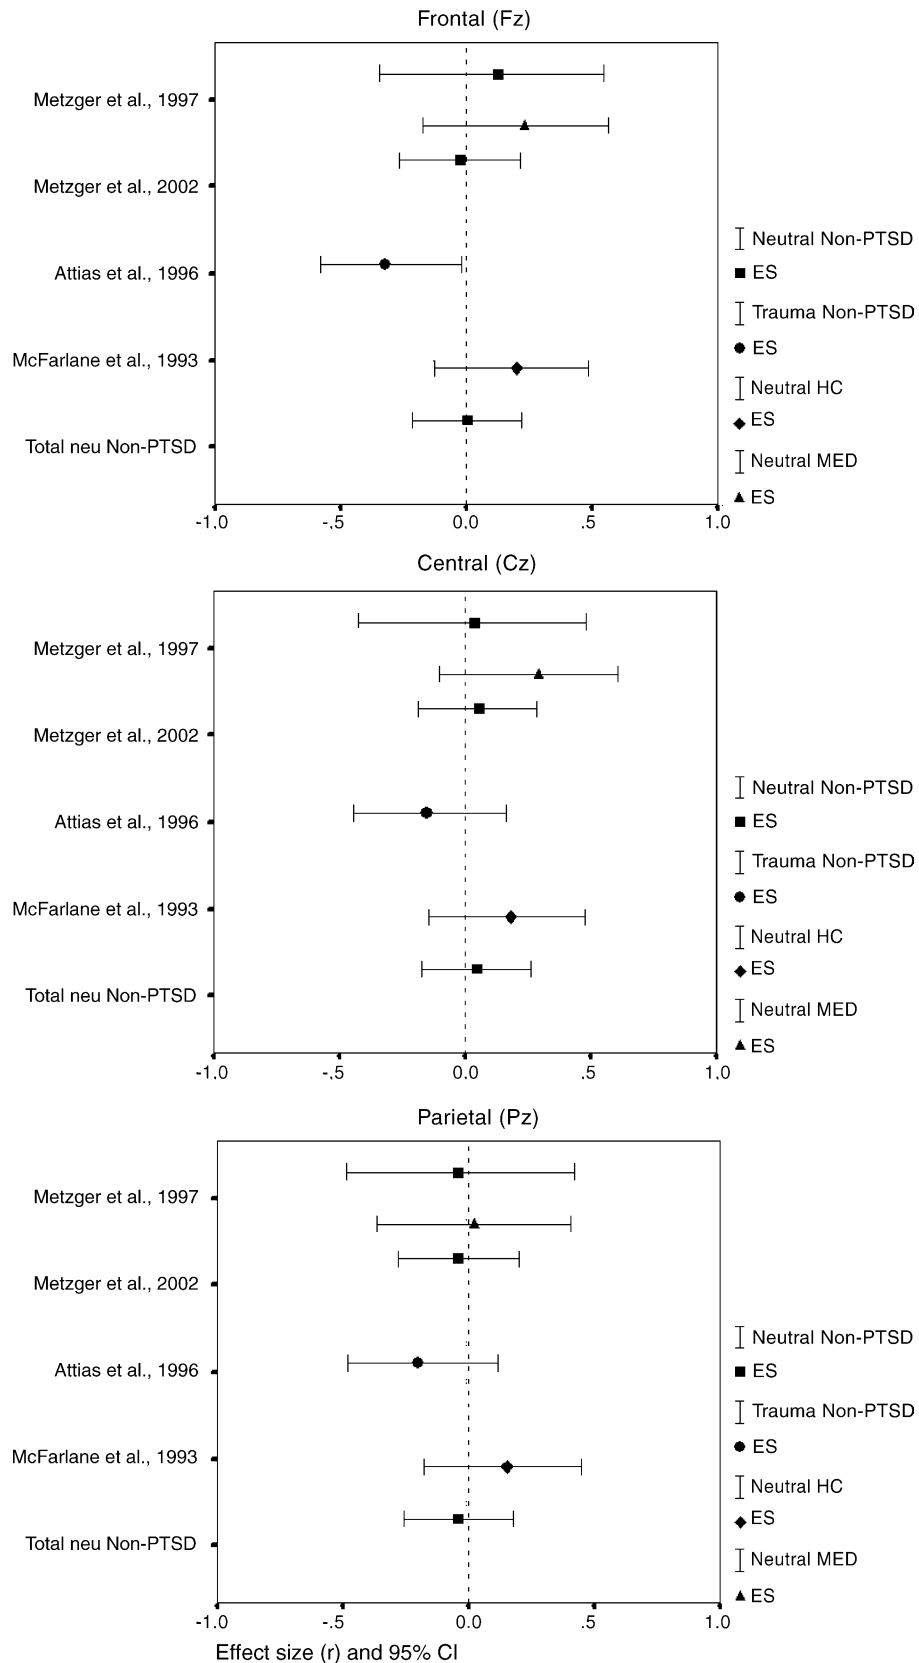 Frontal (Fz)
Metzger et al., 1997
Metzger et al., 2002
Attias et al., 1996
McFarlane et al., 1993
Total neu Non-PTSD
-1.0 -.5 0.0 .5 1.0
Neutral Non-PTSD
ES
Trauma Non-PTSD
ES
Neutral HC
ES
Neutral MED
ES
Central (Cz)
Metzger et al., 1997
Metzger et al., 2002
Attias et al., 1996
McFarlane et al., 1993
Total neu Non-PTSD
-1.0 -.5 0.0 .5 1.0
Neutral Non-PTSD
ES
Trauma Non-PTSD
ES
Neutral HC
ES
Neutral MED
ES
Parietal (Pz)
Metzger et al., 1997
Metzger et al., 2002
Attias et al., 1996
McFarlane et al., 1993
Total neu Non-PTSD
-1.0 -.5 0.0 .5 1.0
Effect size (r) and 95% CI
Neutral Non-PTSD
ES
Trauma Non-PTSD
ES
Neutral HC
ES
Neutral MED
ES